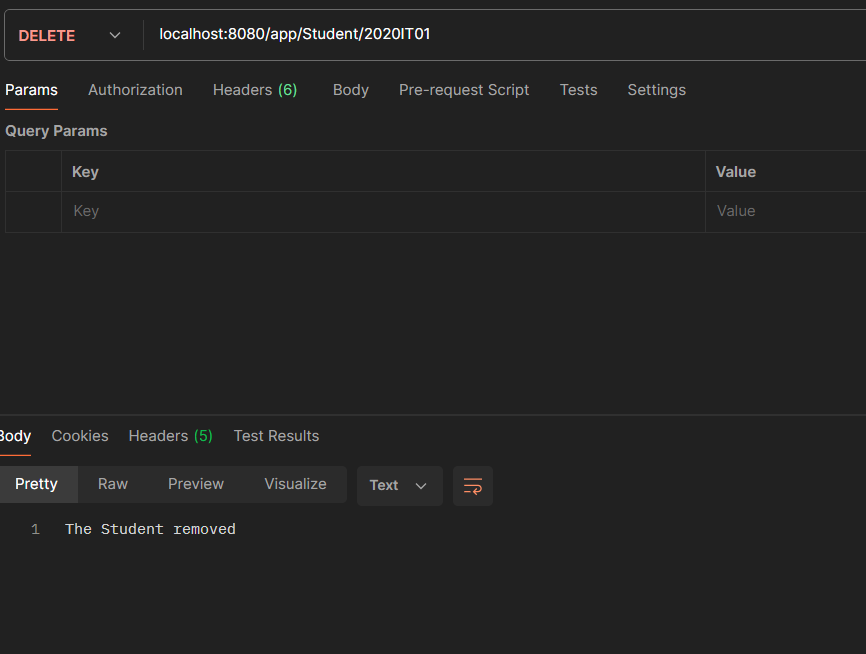 DELETE localhost:8080/app/Student/2020IT01
Params Authorization Headers (6) Body Pre-request Script Tests Settings
Query Params
Key Value
Key Value
Body Cookies Headers (5) Test Results
Pretty Raw Preview Visualize Text
1 The Student removed